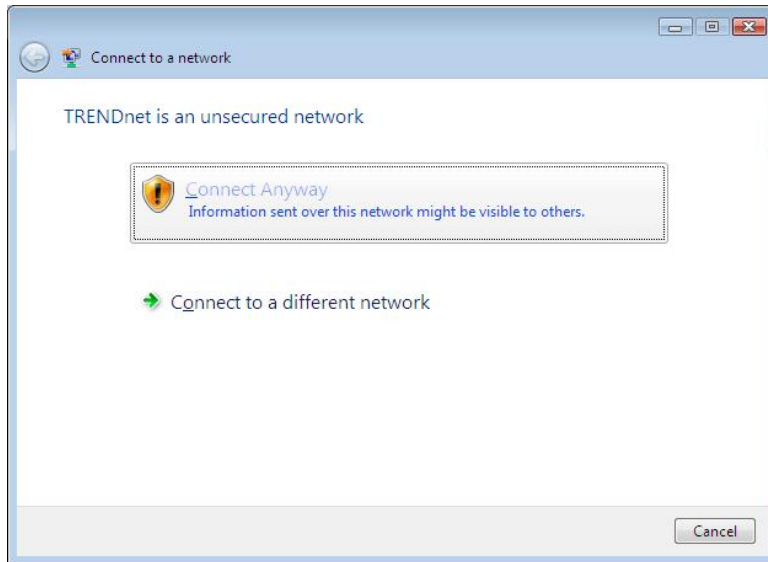 Connect to a network
TRENDnet is an unsecured network
Connect Anyway
Information sent over this network might be visible to others.
Connect to a different network
Cancel